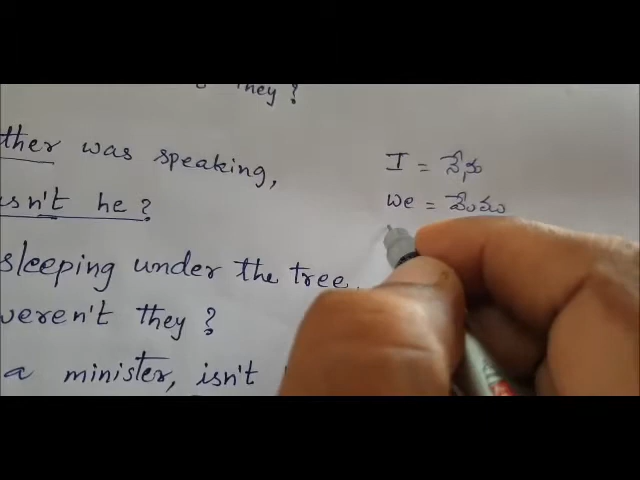 they?
ther was speaking,
I = నేను
sn't he?
we = మేము
sleeping under the tree.
weren't they?
a minister, isn't